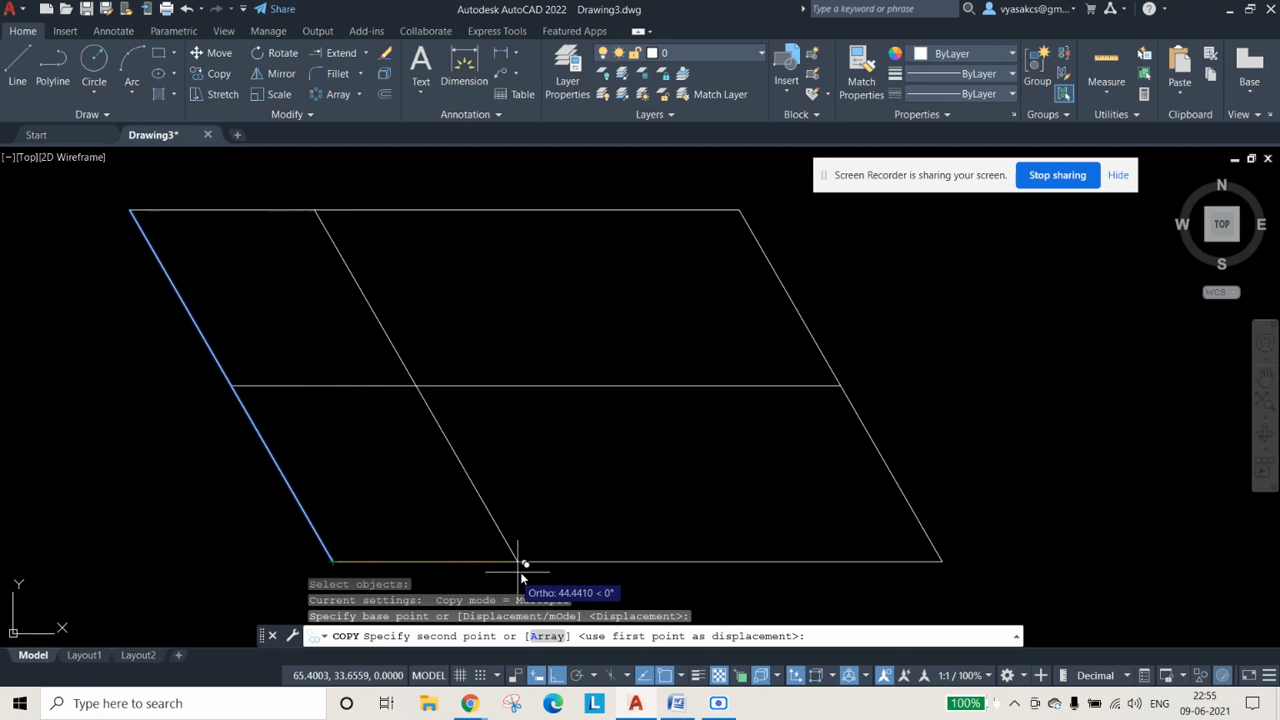 Share
Autodesk AutoCAD 2022 Drawing3.dwg
Type a keyword or phrase
vyasakcs@gm...
Home Insert Annotate Parametric View Manage Output Add-ins Collaborate Express Tools Featured Apps
Line Polyline Circle Arc
Move Rotate Extend
Copy Mirror Fillet
Stretch Scale Array
Text Dimension Table
Layer Properties
0
Match Layer
Insert
Match Properties
ByLayer
ByLayer
ByLayer
Group Measure Paste Base
Draw Modify Annotation Layers Block Properties Groups Utilities Clipboard View
Start Drawing3*
[−][Top][2D Wireframe]
Screen Recorder is sharing your screen. Stop sharing Hide
N
W TOP E
S
WCS
Select objects:
Current settings: Copy mode = Multiple
Ortho: 44.4410 < 0°
Specify base point or [Displacement/mOde] <Displacement>:
COPY Specify second point or [Array] <use first point as displacement>:
Y
X
Model Layout1 Layout2
65.4003, 33.6559, 0.0000 MODEL 1:1 / 100% Decimal
Type here to search
100%
ENG
22:55
09-06-2021